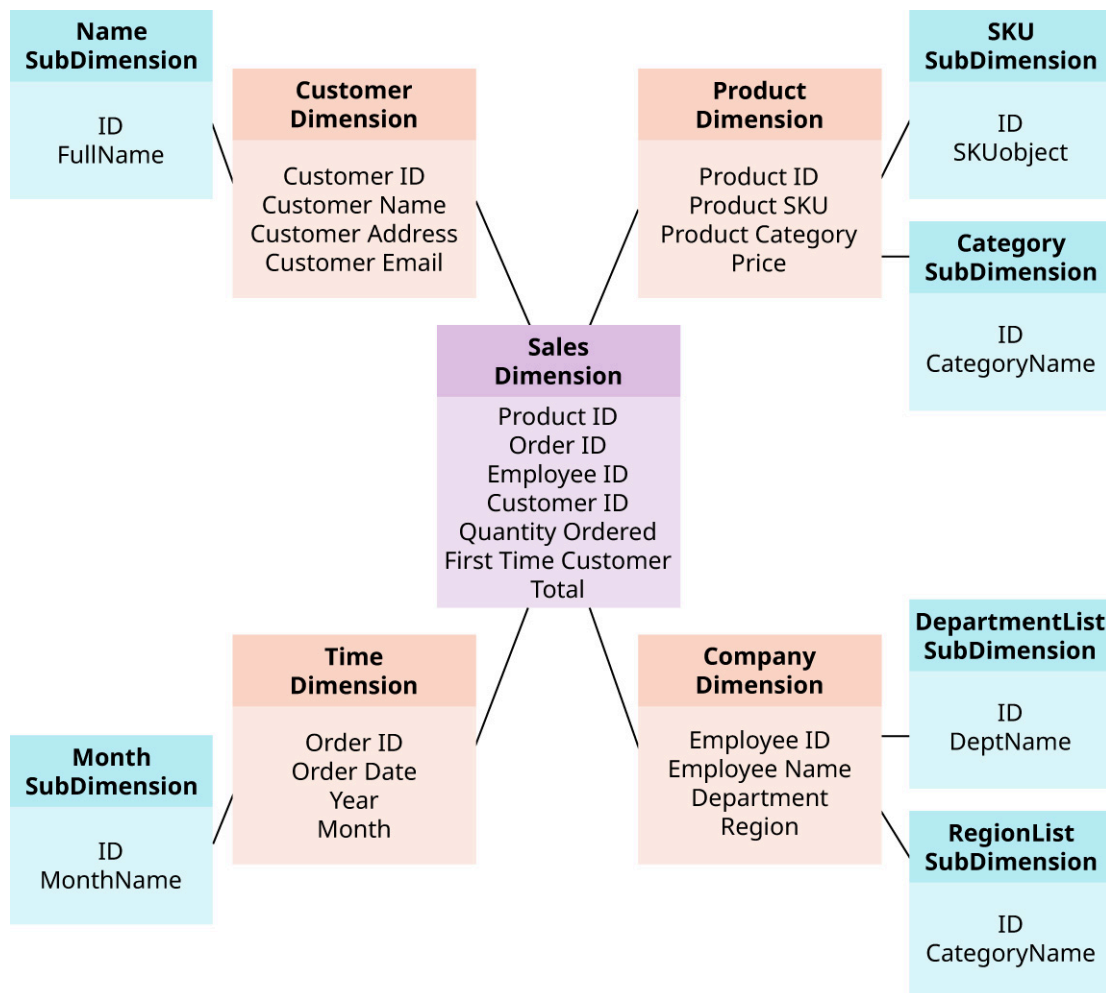 Name
SubDimension
ID
FullName
Customer
Dimension
Customer ID
Customer Name
Customer Address
Customer Email
Product
Dimension
Product ID
Product SKU
Product Category
Price
SKU
SubDimension
ID
SKUobject
Category
SubDimension
ID
CategoryName
Sales
Dimension
Product ID
Order ID
Employee ID
Customer ID
Quantity Ordered
First Time Customer
Total
Time
Dimension
Order ID
Order Date
Year
Month
Month
SubDimension
ID
MonthName
Company
Dimension
Employee ID
Employee Name
Department
Region
DepartmentList
SubDimension
ID
DeptName
RegionList
SubDimension
ID
CategoryName